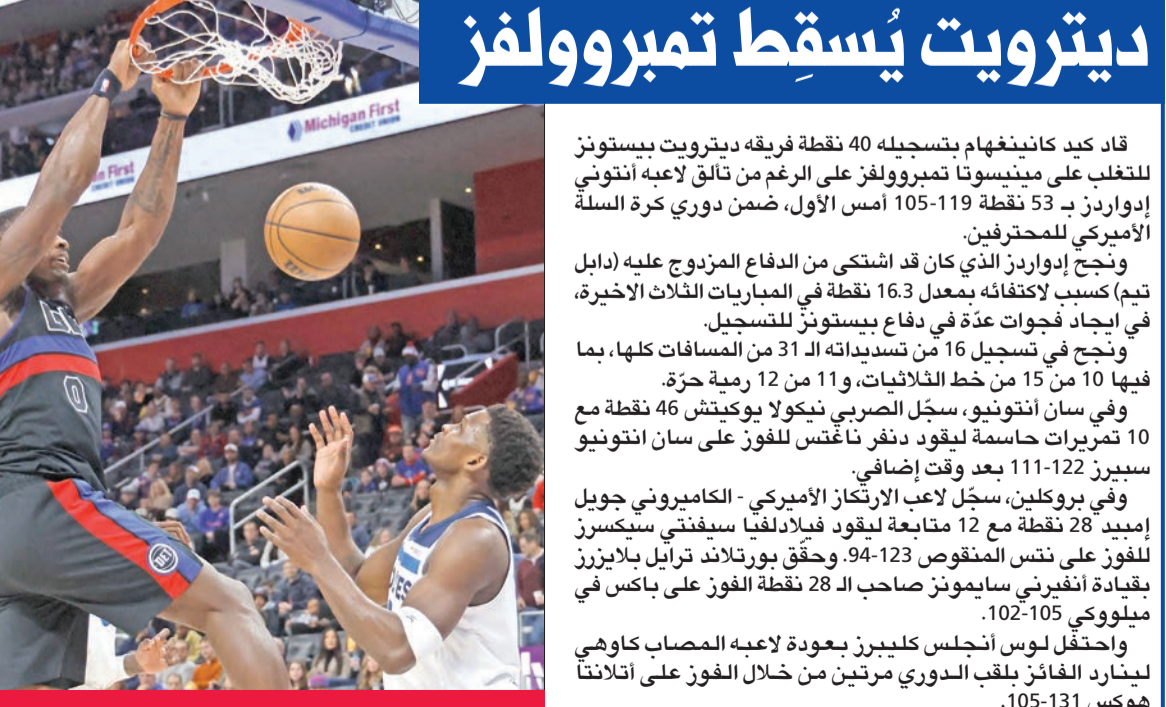 ديترويت يُسقِط تمبروولفز
قاد كيد كانينغهام بتسجيله 40 نقطة فريقه ديترويت بيستونز
للتغلب على مينيسوتا تمبروولفز على الرغم من تألق لاعبه أنتوني
إدواردز بـ 53 نقطة 119-105 أمس الأول، ضمن دوري كرة السلة
الأميركي للمحترفين.
ونجح إدواردز الذي كان قد اشتكى من الدفاع المزدوج عليه (دابل
تيم) كسبب لاكتفائه بمعدل 16.3 نقطة في المباريات الثلاث الاخيرة،
في ايجاد فجوات عدّة في دفاع بيستونز للتسجيل.
ونجح في تسجيل 16 من تسديداته الـ 31 من المسافات كلها، بما
فيها 10 من 15 من خط الثلاثيات، و11 من 12 رمية حرّة.
وفي سان أنتونيو، سجّل الصربي نيكولا يوكيتش 46 نقطة مع
10 تمريرات حاسمة ليقود دنفر ناغتس للفوز على سان انتونيو
سبيرز 122-111 بعد وقت إضافي.
وفي بروكلين، سجّل لاعب الارتكاز الأميركي - الكاميروني جويل
إمبيد 28 نقطة مع 12 متابعة ليقود فيلادلفيا سيفنتي سيكسرز
للفوز على نتس المنقوص 123-94. وحقّق بورتلاند ترايل بلايزرز
بقيادة أنفيرني سايمونز صاحب الـ 28 نقطة الفوز على باكس في
ميلووكي 105-102.
واحتفل لوس أنجلس كليبرز بعودة لاعبه المصاب كاوهي
لينارد الفائز بلقب الدوري مرتين من خلال الفوز على أتلانتا
هوكس 131-105.
Michigan First
CREDIT UNION
n First
CREDIT UNION
0
DET